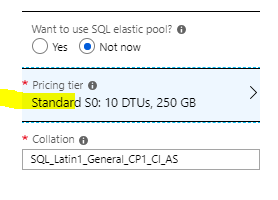 Want to use SQL elastic pool?
Yes Not now
* Pricing tier
Standard S0: 10 DTUs, 250 GB
* Collation
SQL_Latin1_General_CP1_CI_AS